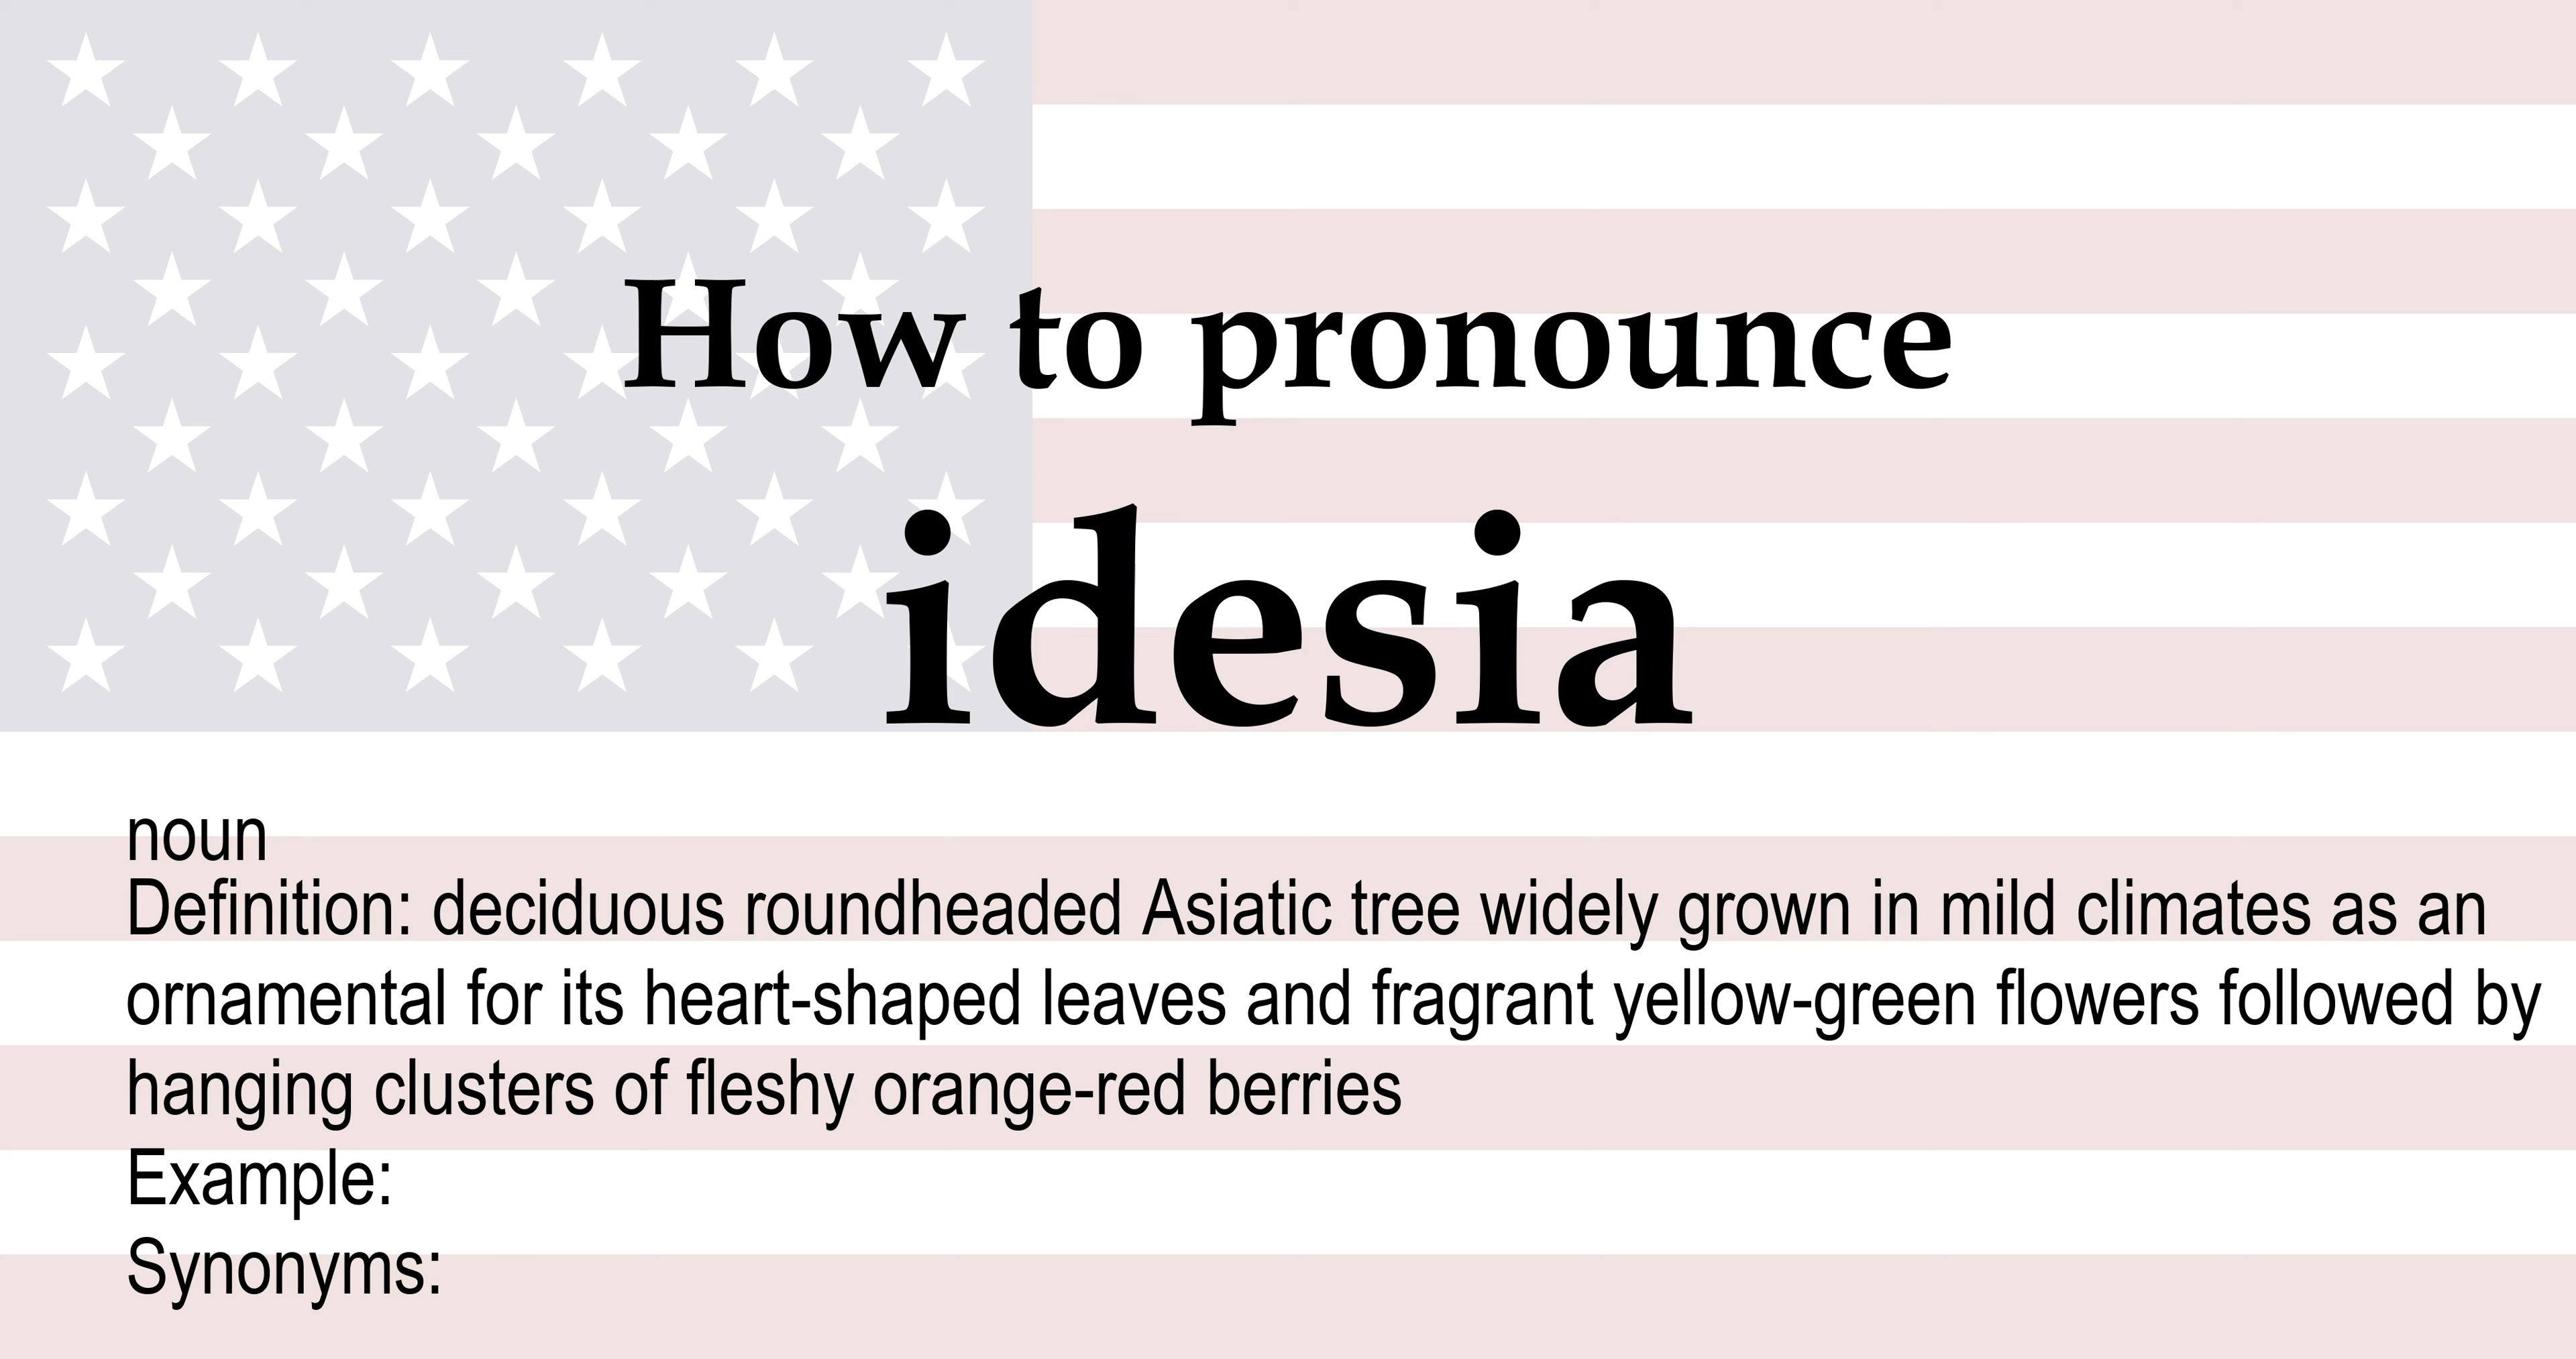 How to pronounce
idesia
noun
Definition: deciduous roundheaded Asiatic tree widely grown in mild climates as an
ornamental for its heart-shaped leaves and fragrant yellow-green flowers followed by
hanging clusters of fleshy orange-red berries
Example:
Synonyms: